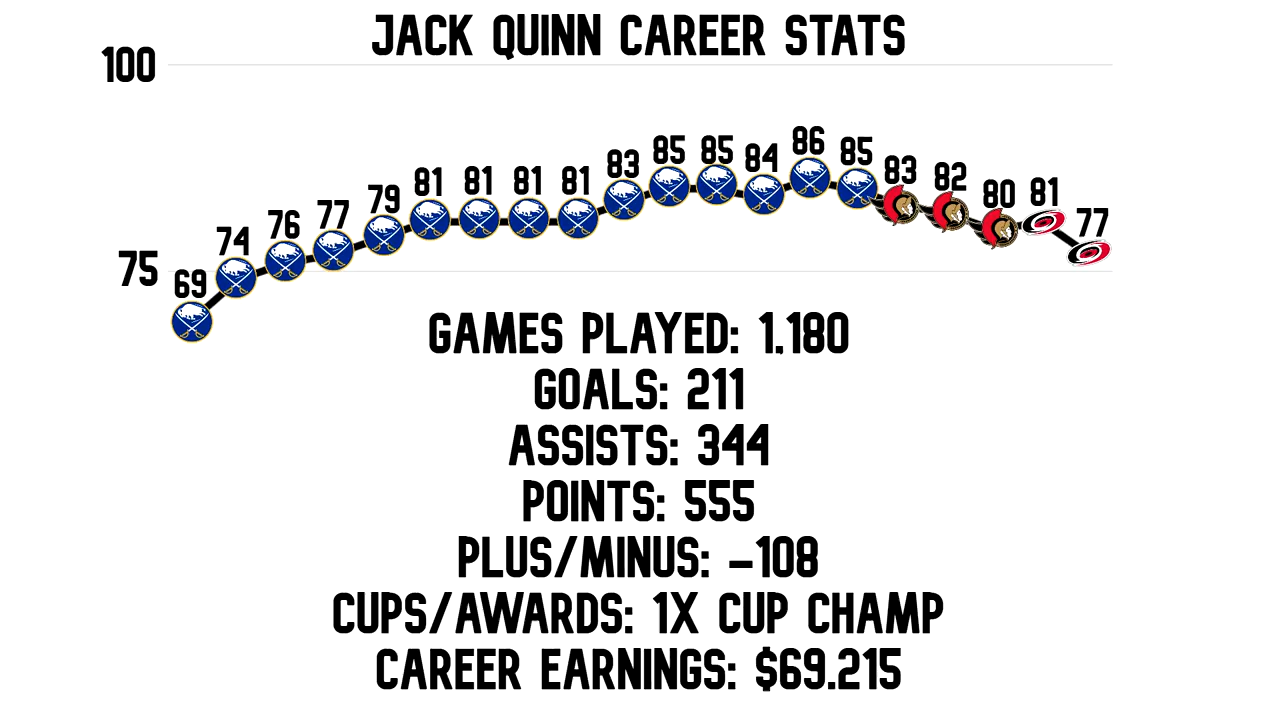 JACK QUINN CAREER STATS
100
69 74 76 77 79 81 81 81 81 83 85 85 84 86 85 83 82 80 81 77
75
GAMES PLAYED: 1,180
GOALS: 211
ASSISTS: 344
POINTS: 555
PLUS/MINUS: -108
CUPS/AWARDS: 1X CUP CHAMP
CAREER EARNINGS: $69.215